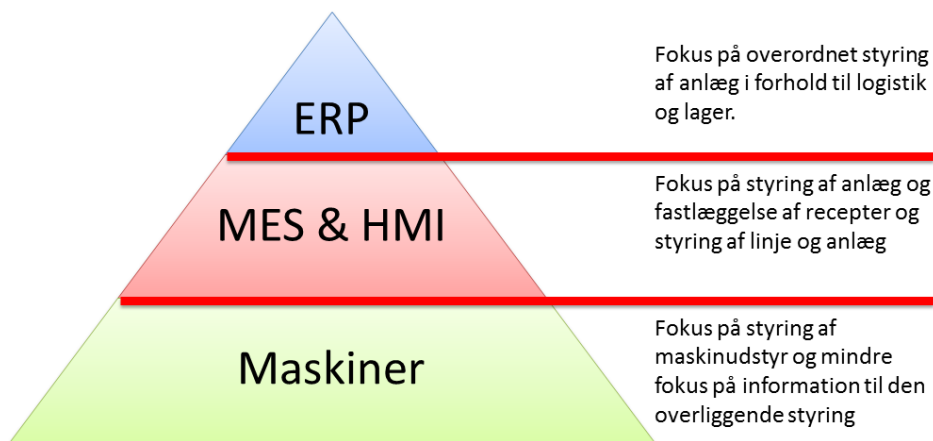 ERP
Fokus på overordnet styring
af anlæg i forhold til logistik
og lager.
MES & HMI
Fokus på styring af anlæg og
fastlæggelse af recepter og
styring af linje og anlæg
Maskiner
Fokus på styring af
maskinudstyr og mindre
fokus på information til den
overliggende styring